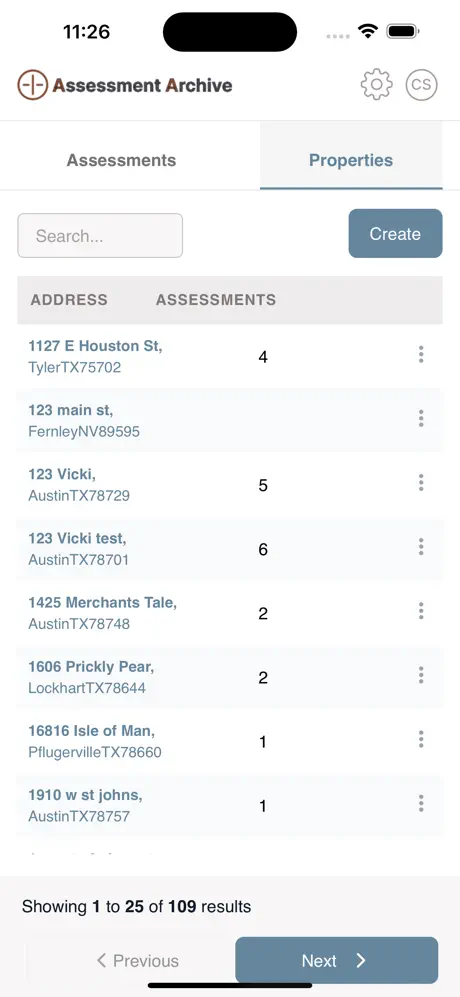 11:26
Assessment Archive
CS
Assessments Properties
Search...
Create
ADDRESS ASSESSMENTS
1127 E Houston St,
TylerTX75702
4
123 main st,
FernleyNV89595
123 Vicki,
AustinTX78729
5
123 Vicki test,
AustinTX78701
6
1425 Merchants Tale,
AustinTX78748
2
1606 Prickly Pear,
LockhartTX78644
2
16816 Isle of Man,
PflugervilleTX78660
1
1910 w st johns,
AustinTX78757
1
Showing 1 to 25 of 109 results
Previous
Next